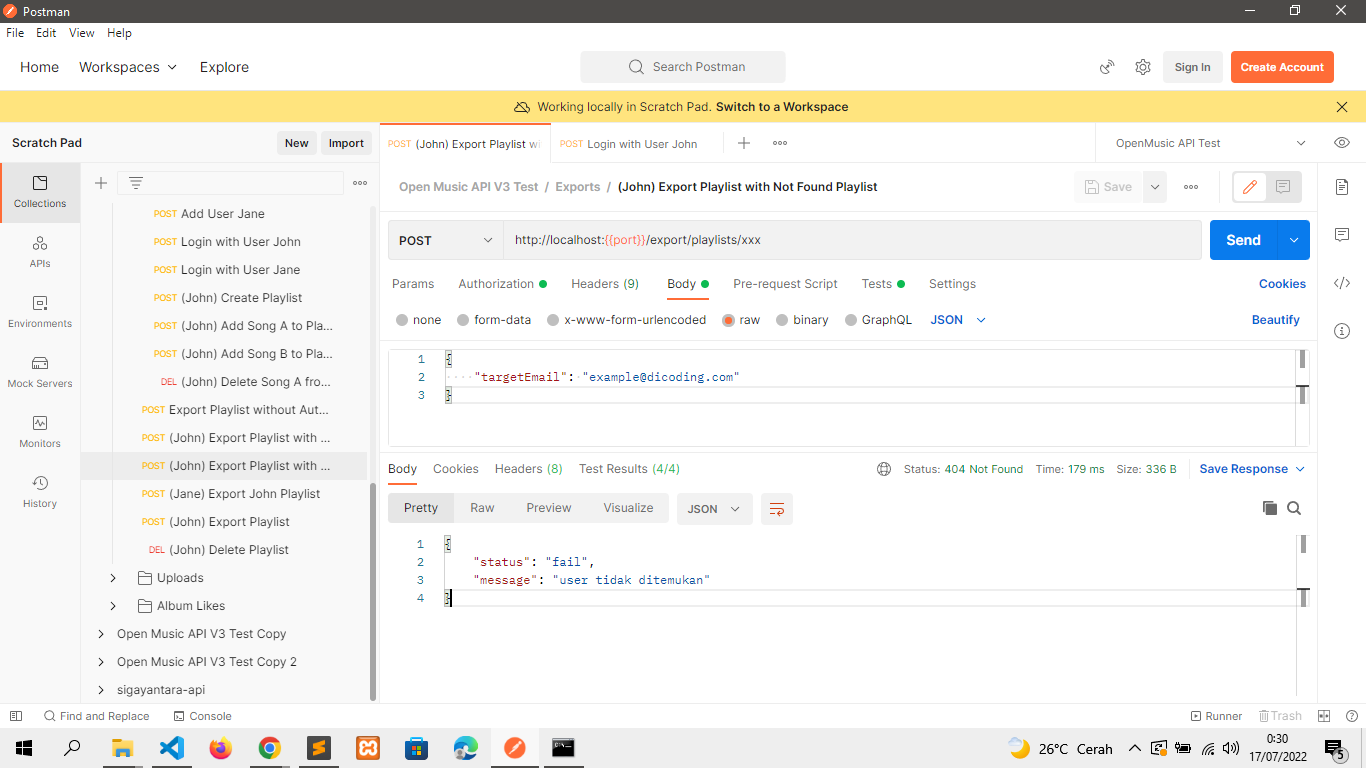 Postman
File Edit View Help
Home Workspaces Explore Search Postman Sign In Create Account
Working locally in Scratch Pad. Switch to a Workspace
Scratch Pad New Import
POST (John) Export Playlist wi POST Login with User John OpenMusic API Test
Open Music API V3 Test / Exports / (John) Export Playlist with Not Found Playlist Save
Collections
APIs
Environments
Mock Servers
Monitors
History
POST Add User Jane
POST Login with User John
POST Login with User Jane
POST (John) Create Playlist
POST (John) Add Song A to Pla...
POST (John) Add Song B to Pla...
DEL (John) Delete Song A fro...
POST Export Playlist without Aut...
POST (John) Export Playlist with ...
POST (John) Export Playlist with ...
POST (Jane) Export John Playlist
POST (John) Export Playlist
DEL (John) Delete Playlist
Uploads
Album Likes
Open Music API V3 Test Copy
Open Music API V3 Test Copy 2
sigayantara-api
POST http://localhost:{{port}}/export/playlists/xxx Send
Params Authorization Headers (9) Body Pre-request Script Tests Settings Cookies
none form-data x-www-form-urlencoded raw binary GraphQL JSON Beautify
1 {
2 "targetEmail": "example@dicoding.com"
3 }
Body Cookies Headers (8) Test Results (4/4) Status: 404 Not Found Time: 179 ms Size: 336 B Save Response
Pretty Raw Preview Visualize JSON
1 {
2 "status": "fail",
3 "message": "user tidak ditemukan"
4 }
Find and Replace Console Runner Trash
26°C Cerah 0:30
17/07/2022 5